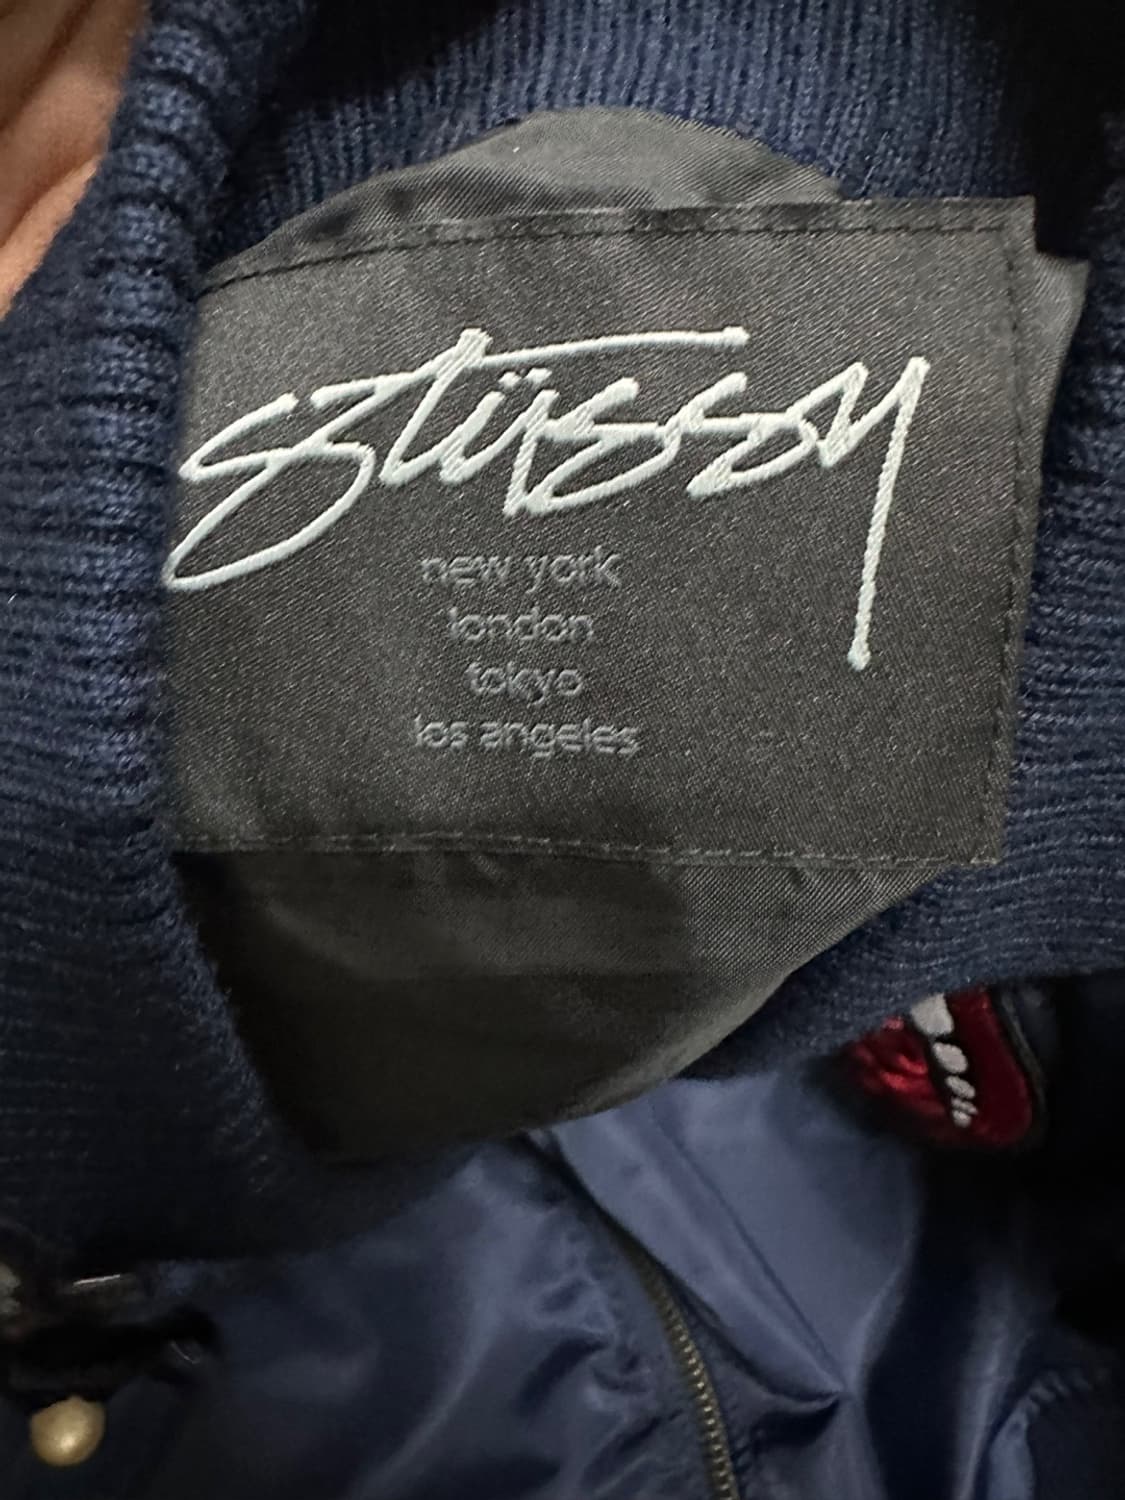 stüssy
new york
london
tokyo
los angeles